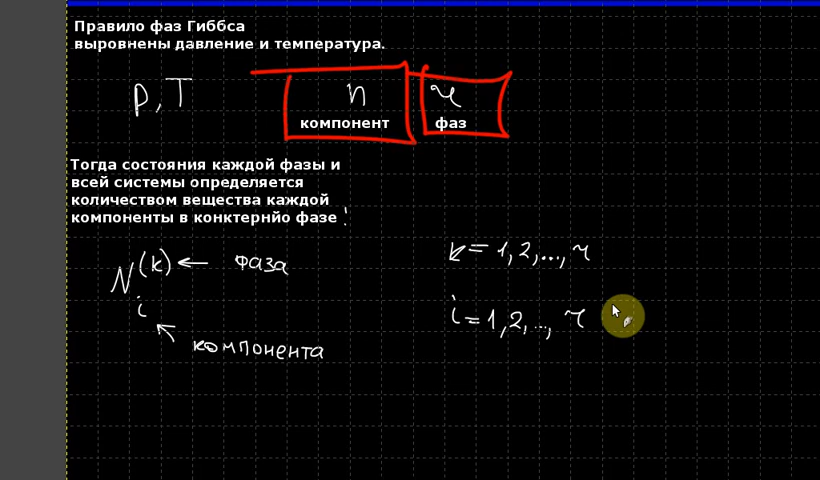 Правило фаз Гиббса
выровнены давление и температура.
P, T n r
компонент фаз
Тогда состояния каждой фазы и
всей системы определяется
количством вещества каждой
компоненты в конктернйо фазе !
N i (k) ← фаза
k = 1, 2, ..., r
i = 1, 2, ..., r
компонента